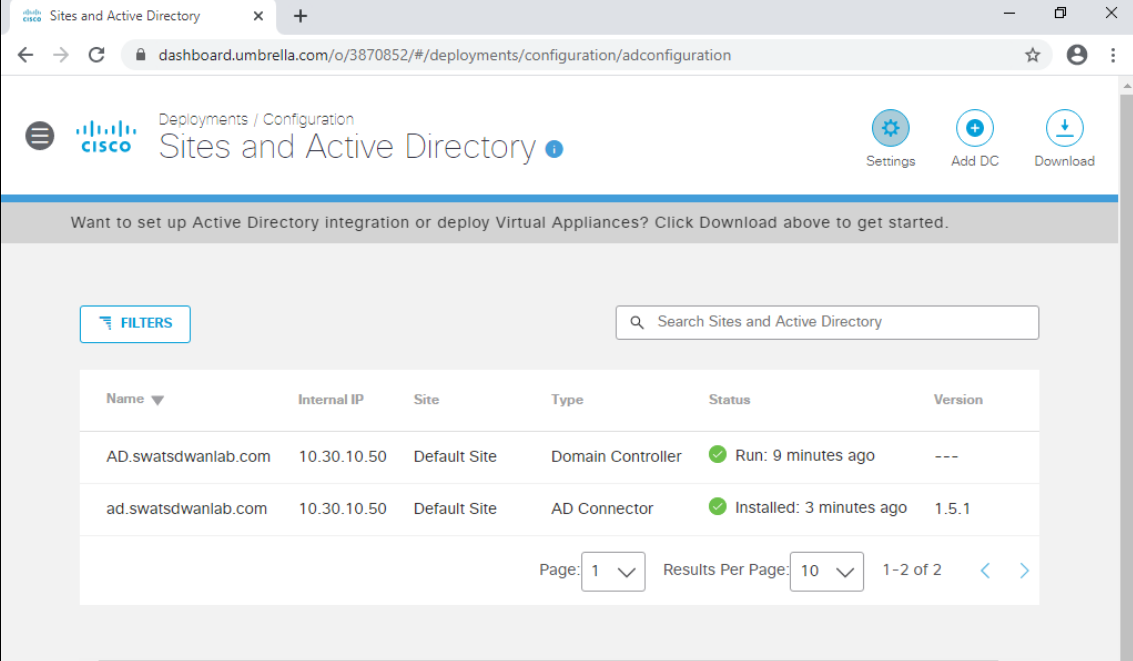 Sites and Active Directory
dashboard.umbrella.com/o/3870852/#/deployments/configuration/adconfiguration
Deployments / Configuration
CISCO
Sites and Active Directory
Settings
Add DC
Download
Want to set up Active Directory integration or deploy Virtual Appliances? Click Download above to get started.
FILTERS
Search Sites and Active Directory
Name Internal IP Site Type Status Version
AD.swatsdwanlab.com 10.30.10.50 Default Site Domain Controller Run: 9 minutes ago ---
ad.swatsdwanlab.com 10.30.10.50 Default Site AD Connector Installed: 3 minutes ago 1.5.1
Page: 1 Results Per Page: 10 1-2 of 2